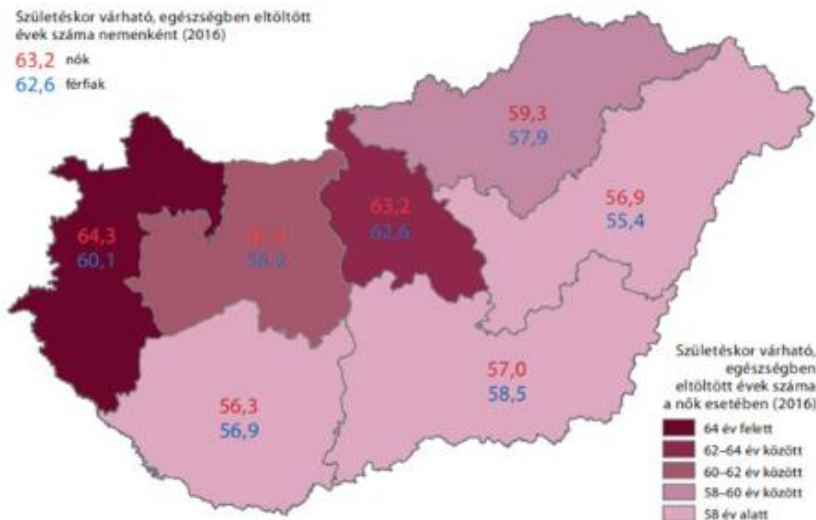 Születéskor várható, egészségben eltöltött
évek száma nemenként (2016)
63,2 nők
62,6 férfiak
59,3
57,9
56,9
55,4
63,2
62,6
64,3
60,1
58,2
57,0
58,5
56,3
56,9
Születéskor várható,
egészségben
eltöltött évek száma
a nők esetében (2016)
64 év felett
62–64 év között
60–62 év között
58–60 év között
58 év alatt